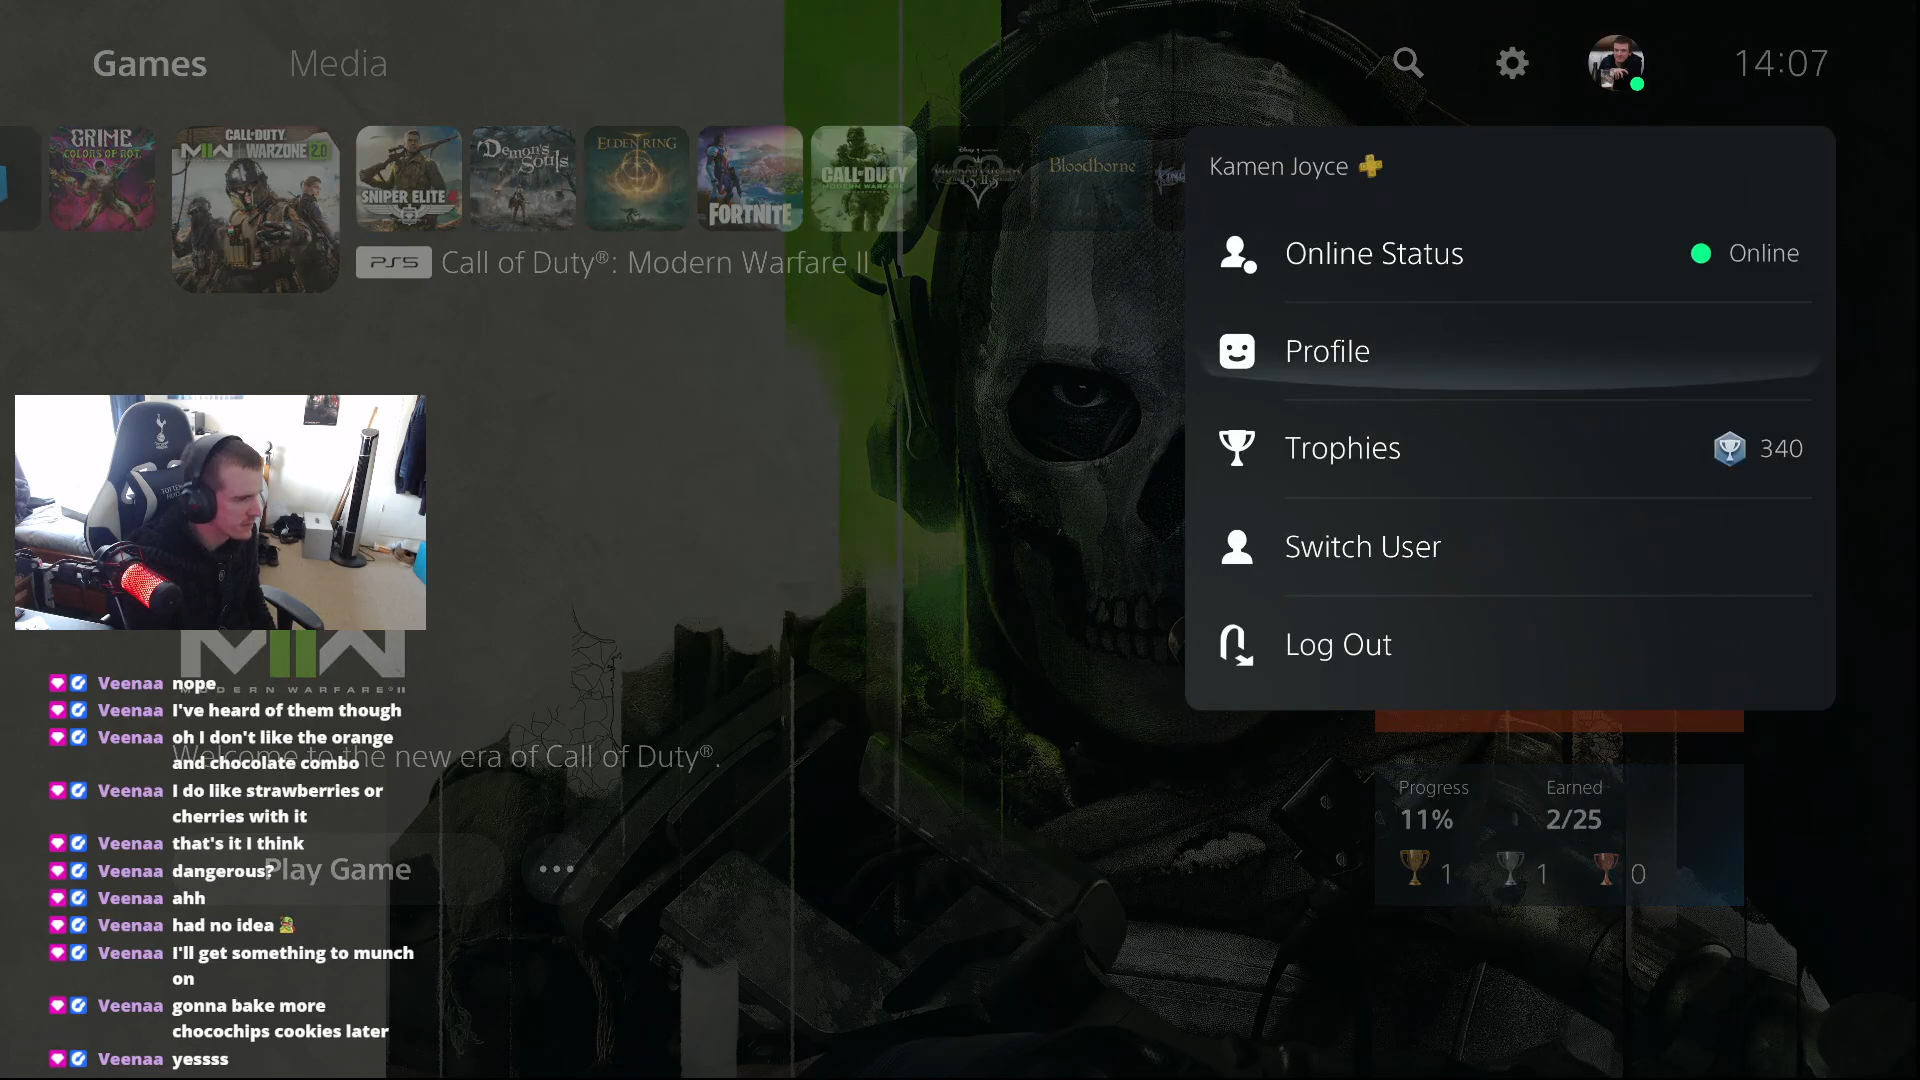 Games
Media
14:07
GRIME
COLORS OF ROT
CALL OF DUTY
MWII WARZONE 2.0
SNIPER ELITE
Demon's Souls
ELDEN RING
FORTNITE
CALL OF DUTY
MODERN WARFARE
Bloodborne
PS5 Call of Duty®: Modern Warfare II
Kamen Joyce
Online Status
Online
Profile
Trophies
340
Switch User
Log Out
MODERN WARFARE II
Welcome to the new era of Call of Duty®.
Play Game
Progress
11%
Earned
2/25
1
1
0
Veenaa nope
Veenaa I've heard of them though
Veenaa oh I don't like the orange
and chocolate combo
Veenaa I do like strawberries or
cherries with it
Veenaa that's it I think
Veenaa dangerous?
Veenaa ahh
Veenaa had no idea
Veenaa I'll get something to munch
on
Veenaa gonna bake more
chocochips cookies later
Veenaa yessss